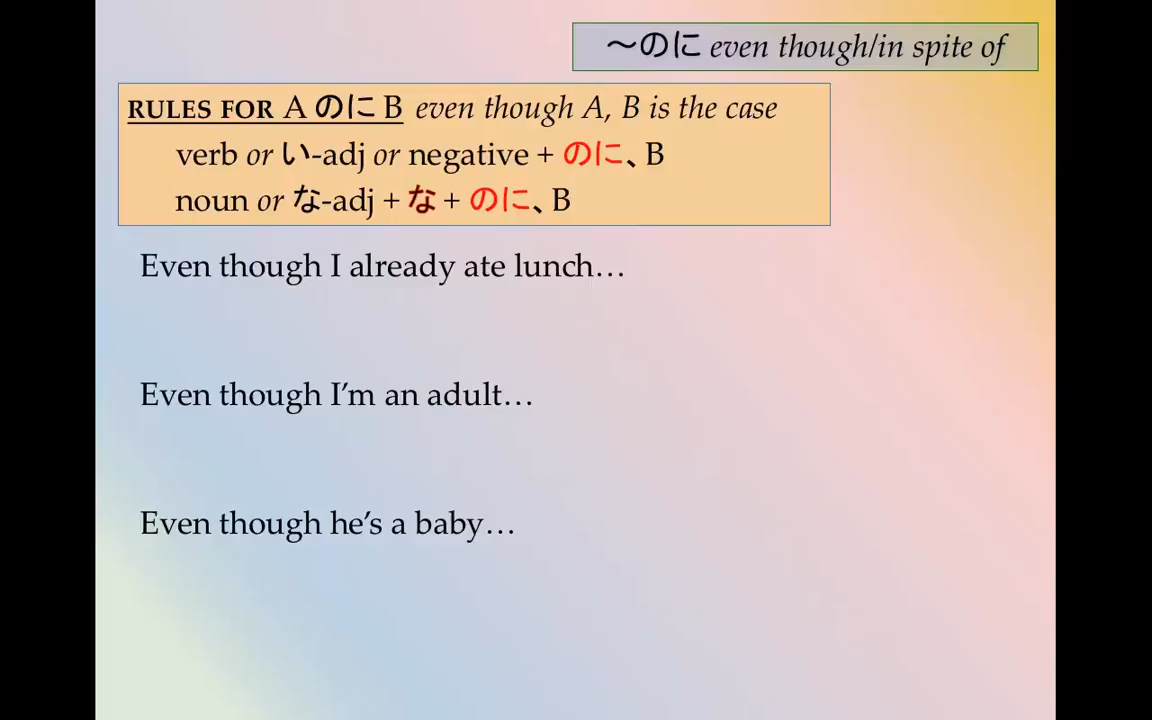 ～のに even though/in spite of
RULES FOR A のに B even though A, B is the case
verb or い-adj or negative + のに、B
noun or な-adj + な + のに、B
Even though I already ate lunch…
Even though I’m an adult…
Even though he’s a baby…